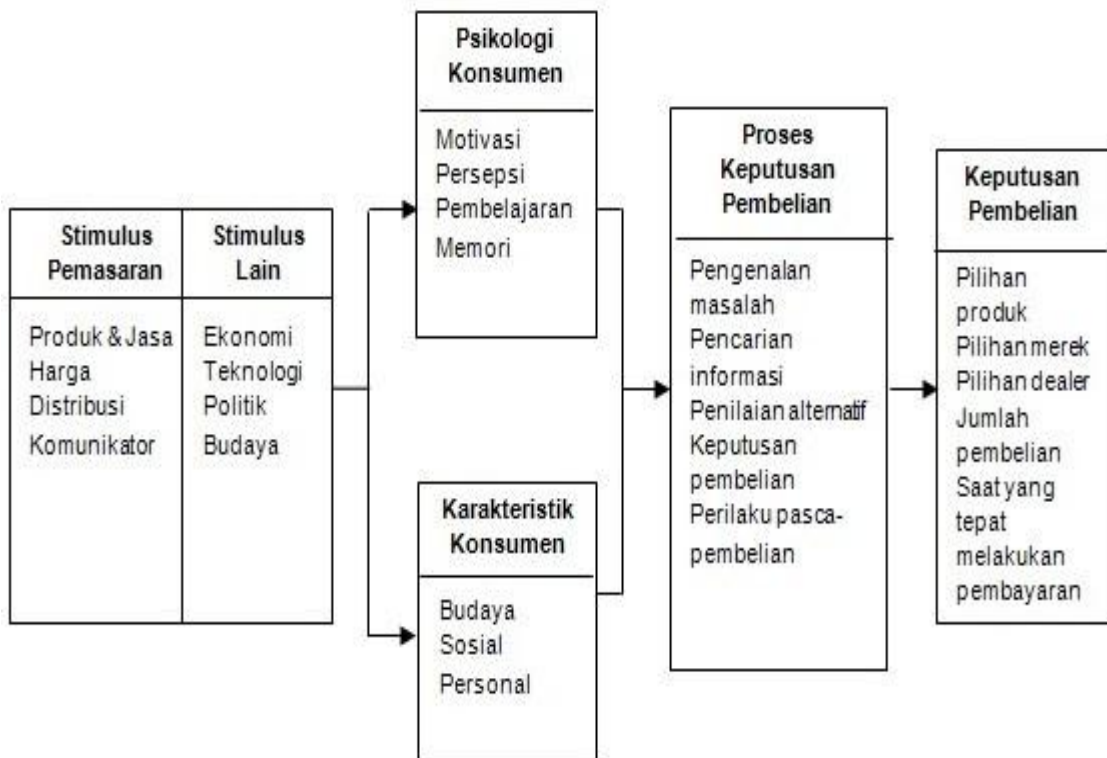 Stimulus
Pemasaran
Produk & Jasa
Harga
Distribusi
Komunikator
Stimulus
Lain
Ekonomi
Teknologi
Politik
Budaya
Psikologi
Konsumen
Motivasi
Persepsi
Pembelajaran
Memori
Karakteristik
Konsumen
Budaya
Sosial
Personal
Proses
Keputusan
Pembelian
Pengenalan
masalah
Pencarian
informasi
Penilaian alternatif
Keputusan
pembelian
Perilaku pasca-
pembelian
Keputusan
Pembelian
Pilihan
produk
Pilihan merek
Pilihan dealer
Jumlah
pembelian
Saat yang
tepat
melakukan
pembayaran